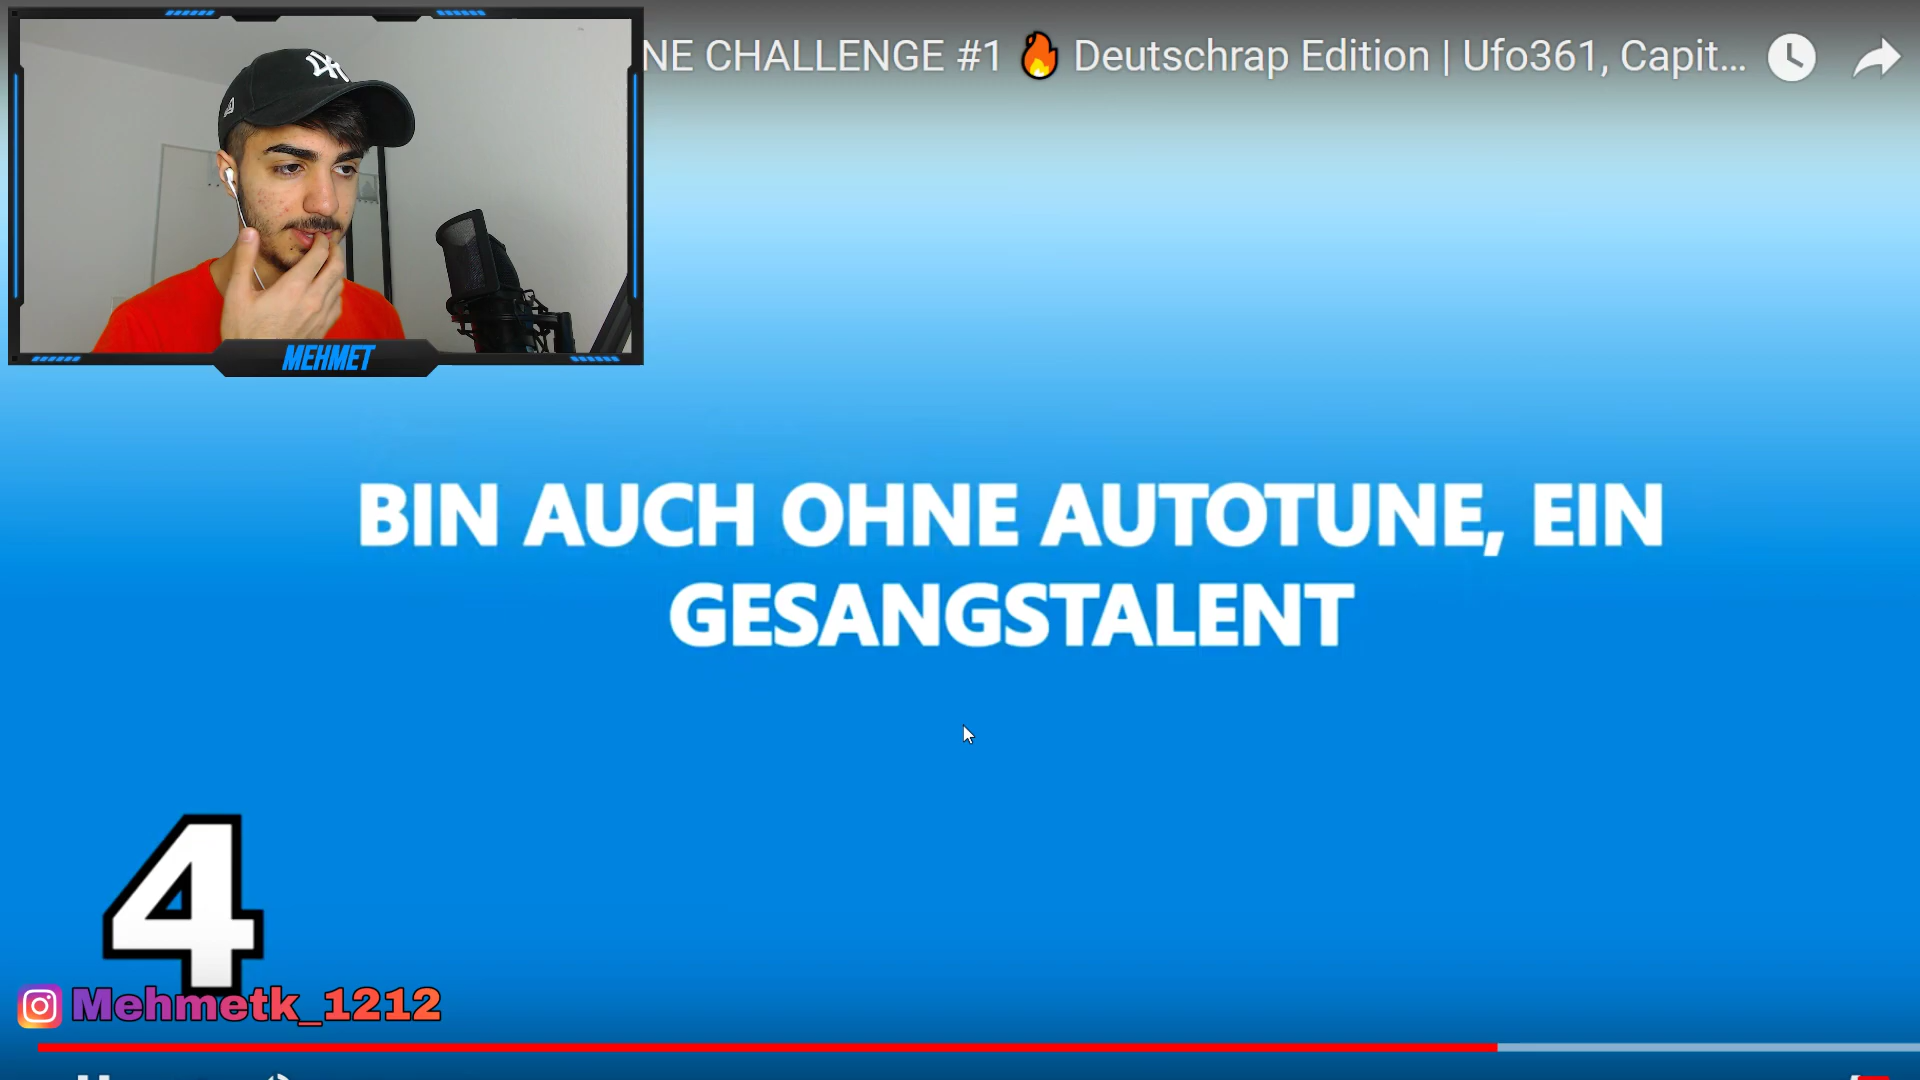 NE CHALLENGE #1 🔥 Deutschrap Edition | Ufo361, Capit...
MEHMET
BIN AUCH OHNE AUTOTUNE, EIN
GESANGSTALENT
4
Mehmetk_1212